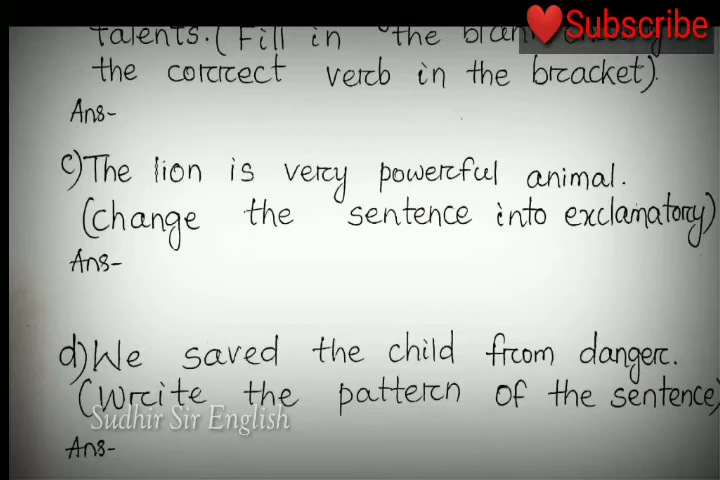 Subscribe
talents. (Fill in the
the correct verb in the bracket).
Ans-
c) The lion is very powerful animal.
(change the sentence into exclamatory)
Ans-
d) We saved the child from danger.
(Write the pattern of the sentence)
Sudhir Sir English
Ans-